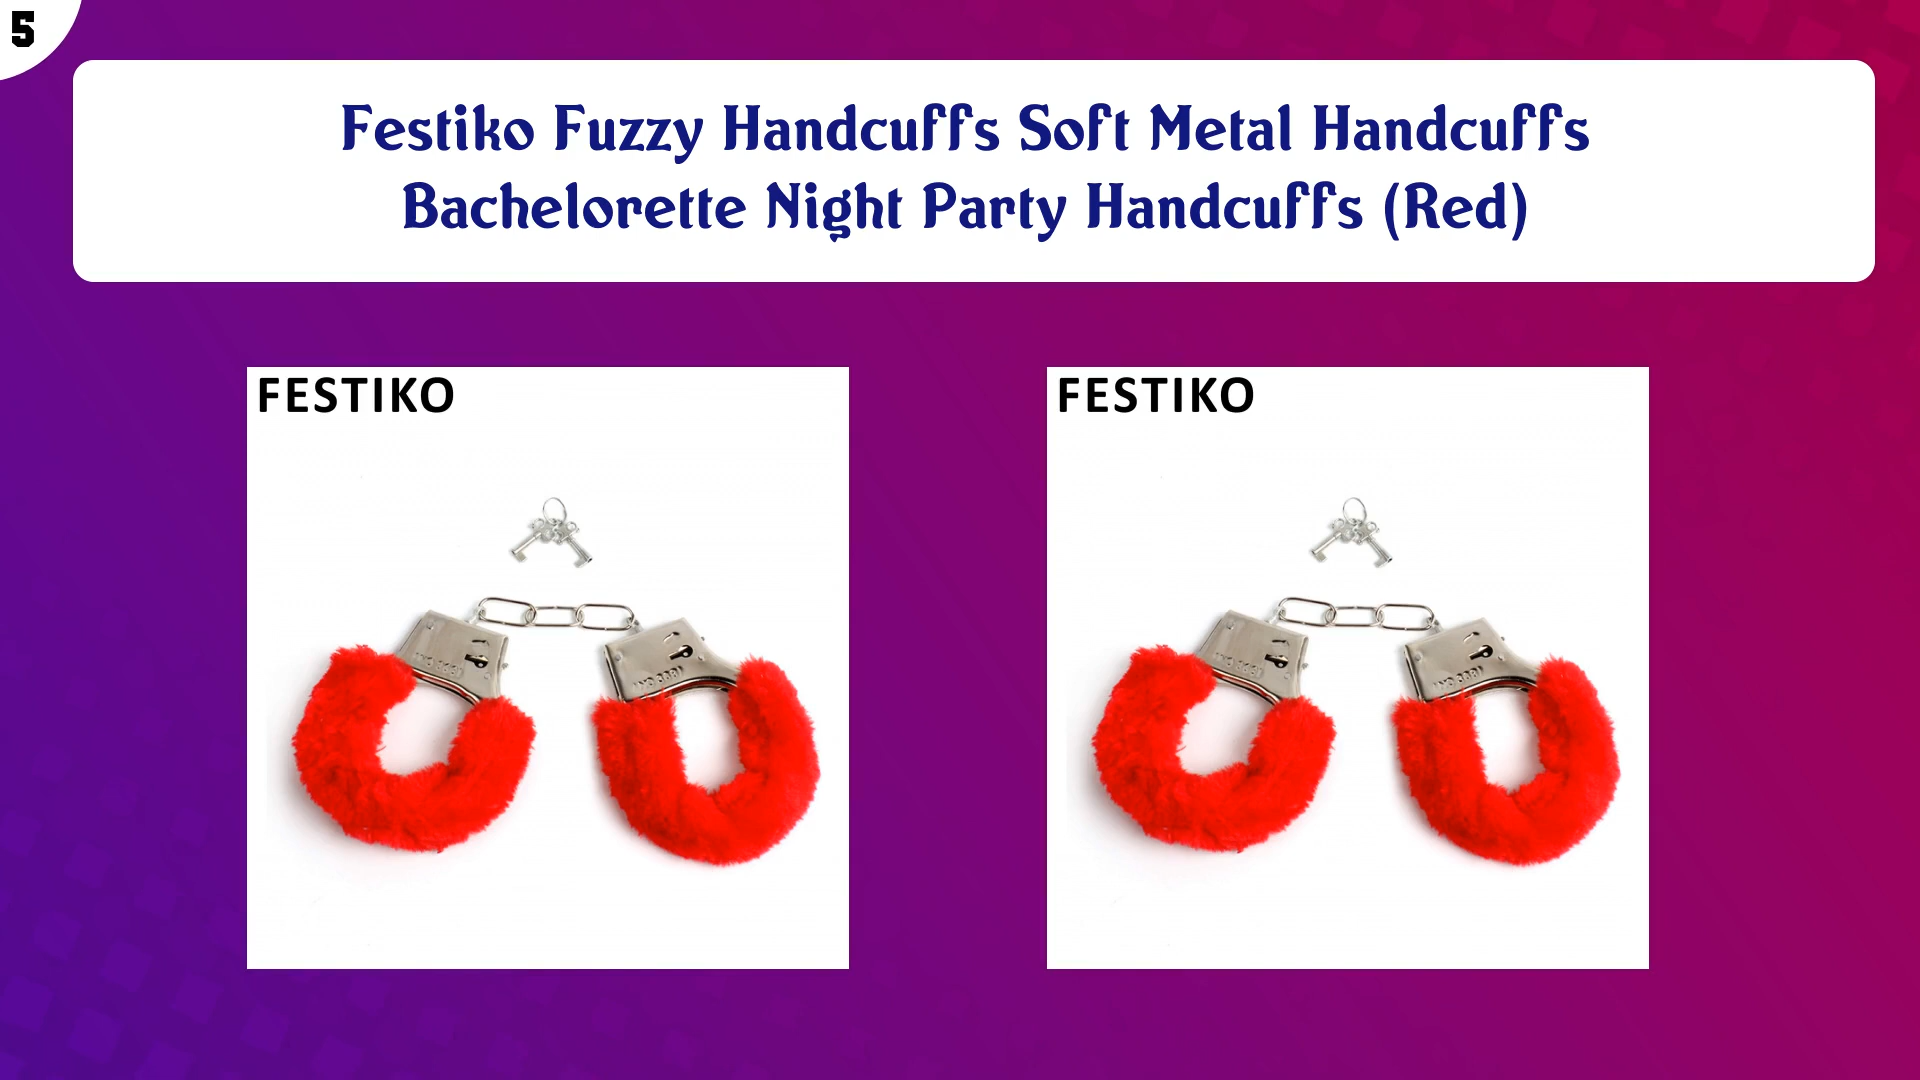 5
Festiko Fuzzy Handcuffs Soft Metal Handcuffs
Bachelorette Night Party Handcuffs (Red)
FESTIKO
FESTIKO